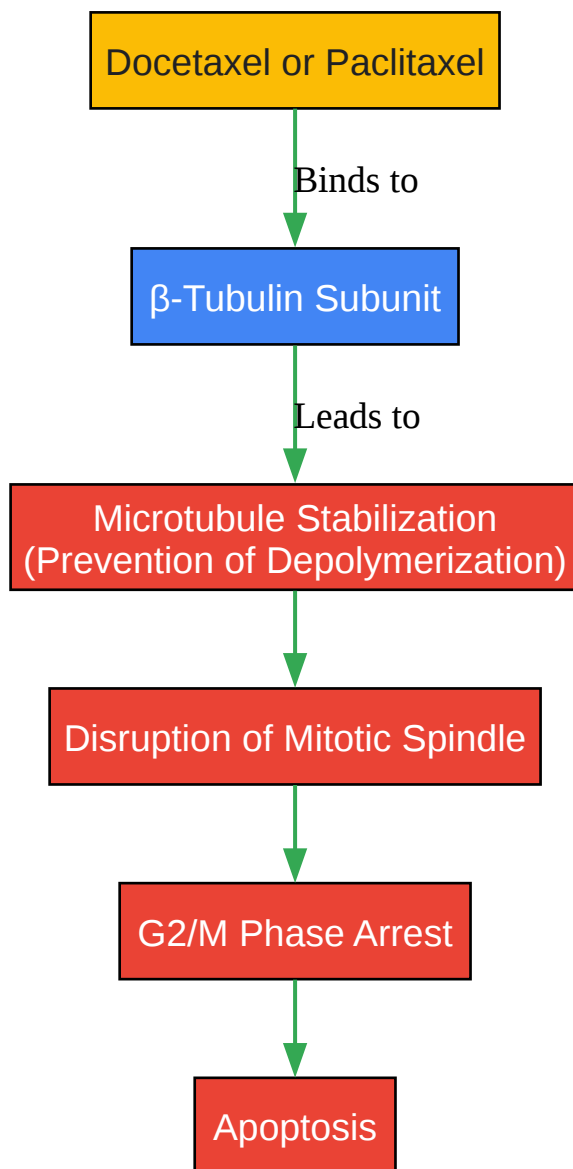 Docetaxel or Paclitaxel
Binds to
β-Tubulin Subunit
Leads to
Microtubule Stabilization
(Prevention of Depolymerization)
Disruption of Mitotic Spindle
G2/M Phase Arrest
Apoptosis